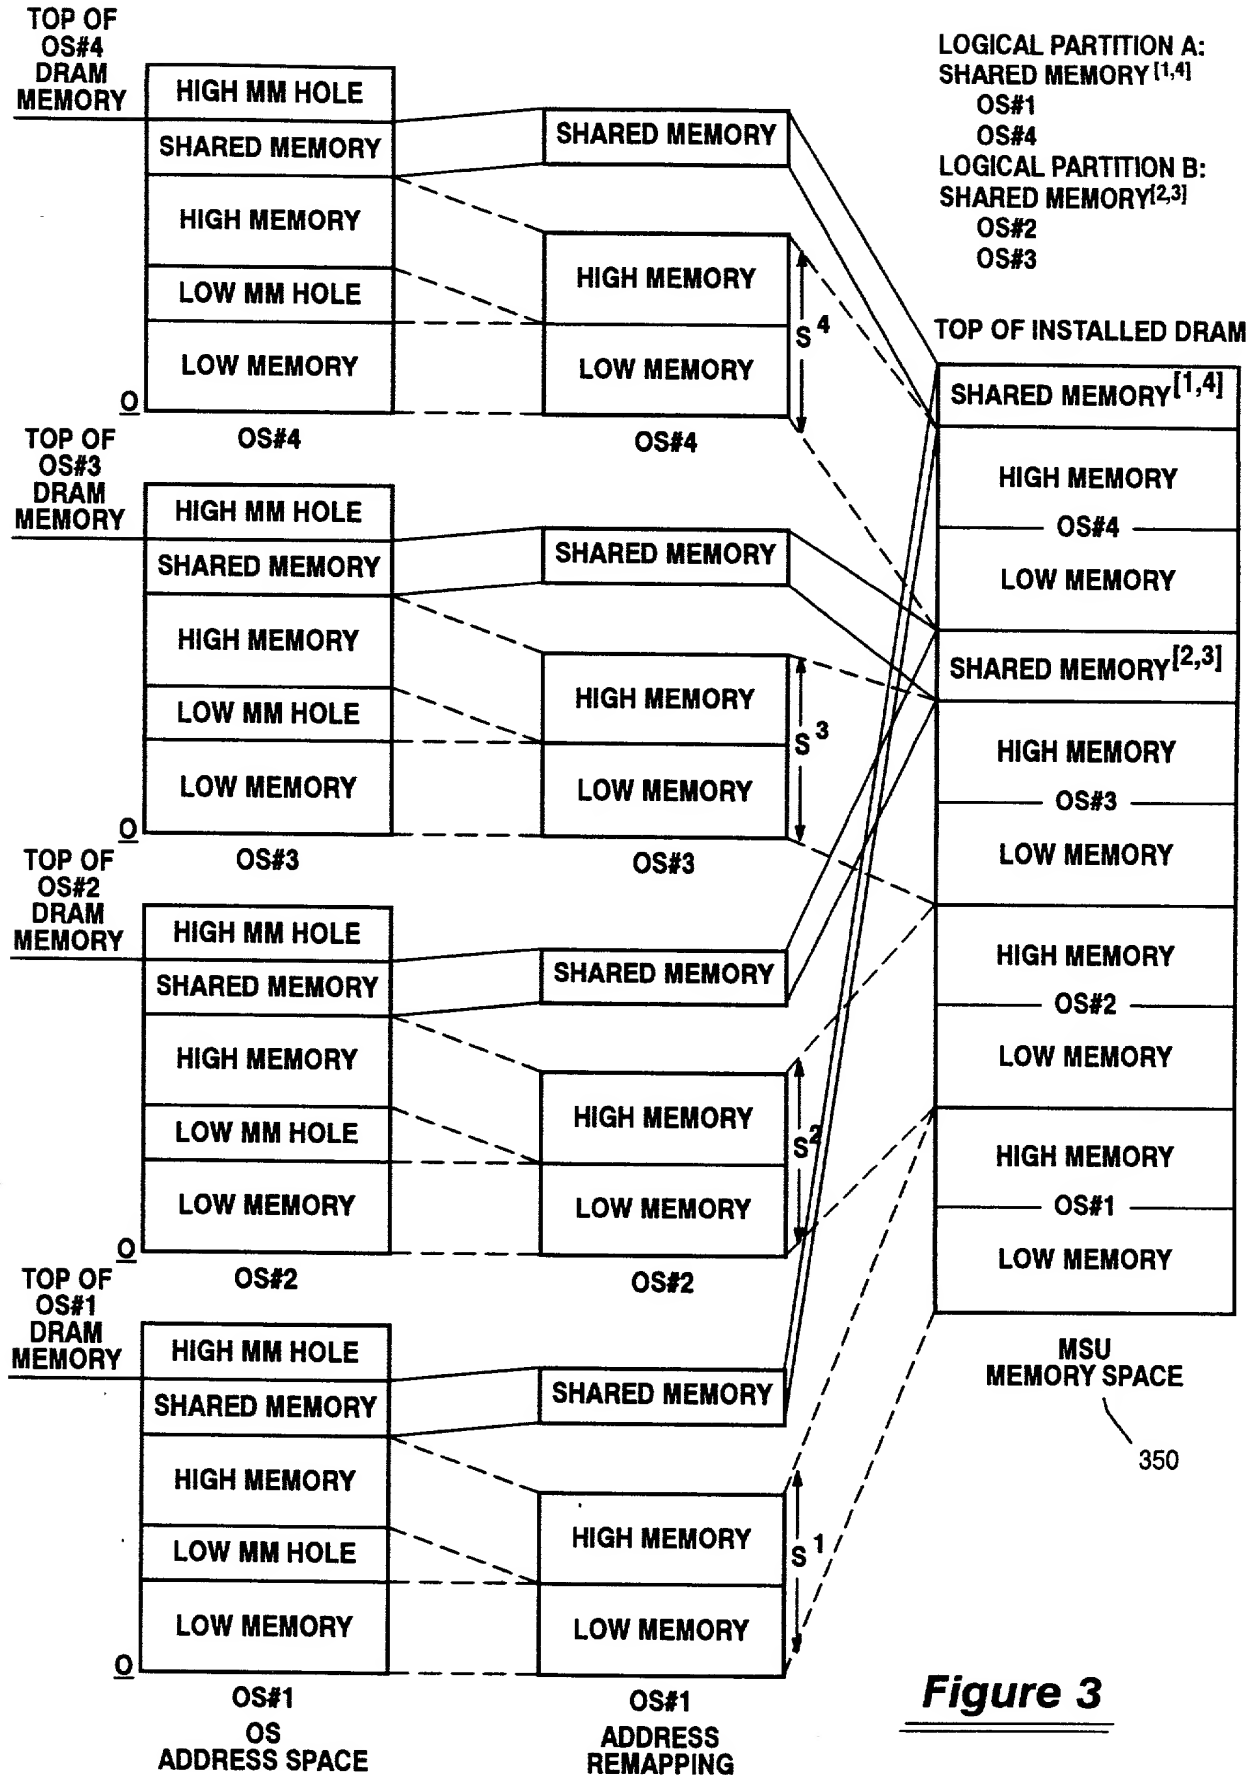 TOP OF
OS#4
DRAM
MEMORY
HIGH MM HOLE
SHARED MEMORY
HIGH MEMORY
LOW MM HOLE
LOW MEMORY
0
OS#4
SHARED MEMORY
HIGH MEMORY
LOW MEMORY
S4
OS#4
TOP OF
OS#3
DRAM
MEMORY
HIGH MM HOLE
SHARED MEMORY
HIGH MEMORY
LOW MM HOLE
LOW MEMORY
0
OS#3
SHARED MEMORY
HIGH MEMORY
LOW MEMORY
S3
OS#3
TOP OF
OS#2
DRAM
MEMORY
HIGH MM HOLE
SHARED MEMORY
HIGH MEMORY
LOW MM HOLE
LOW MEMORY
0
OS#2
SHARED MEMORY
HIGH MEMORY
LOW MEMORY
S2
OS#2
TOP OF
OS#1
DRAM
MEMORY
HIGH MM HOLE
SHARED MEMORY
HIGH MEMORY
LOW MM HOLE
LOW MEMORY
0
OS#1
OS
ADDRESS SPACE
SHARED MEMORY
HIGH MEMORY
LOW MEMORY
S1
OS#1
ADDRESS
REMAPPING
LOGICAL PARTITION A:
SHARED MEMORY[1,4]
OS#1
OS#4
LOGICAL PARTITION B:
SHARED MEMORY[2,3]
OS#2
OS#3
TOP OF INSTALLED DRAM
SHARED MEMORY[1,4]
HIGH MEMORY
OS#4
LOW MEMORY
SHARED MEMORY[2,3]
HIGH MEMORY
OS#3
LOW MEMORY
HIGH MEMORY
OS#2
LOW MEMORY
HIGH MEMORY
OS#1
LOW MEMORY
MSU
MEMORY SPACE
350
Figure 3